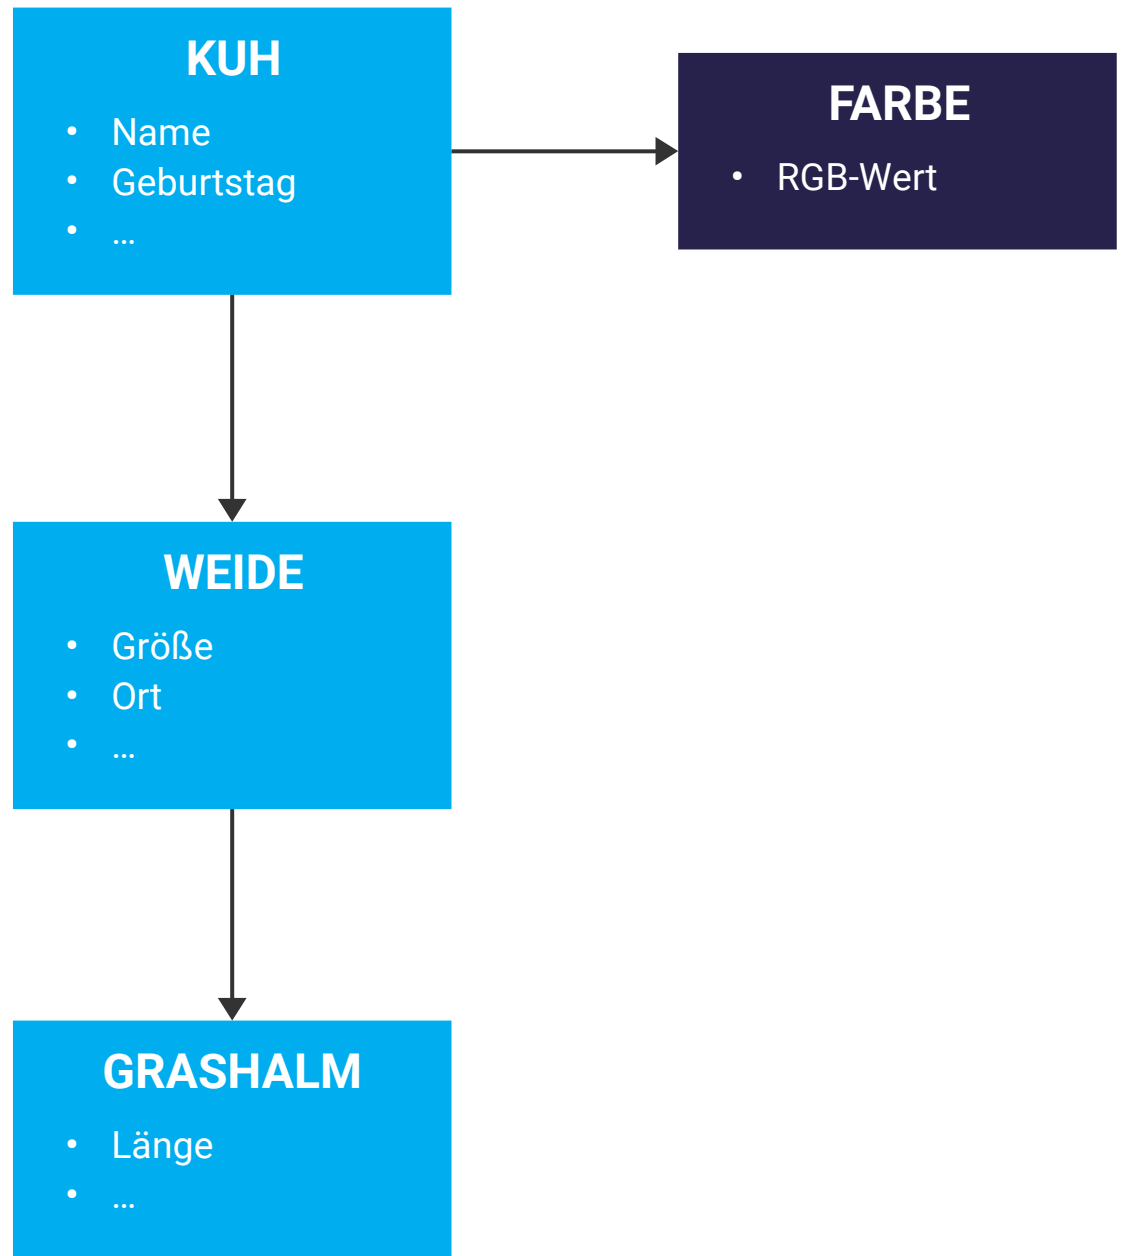 KUH
• Name
• Geburtstag
• ...
FARBE
• RGB-Wert
WEIDE
• Größe
• Ort
• ...
GRASHALM
• Länge
• ...